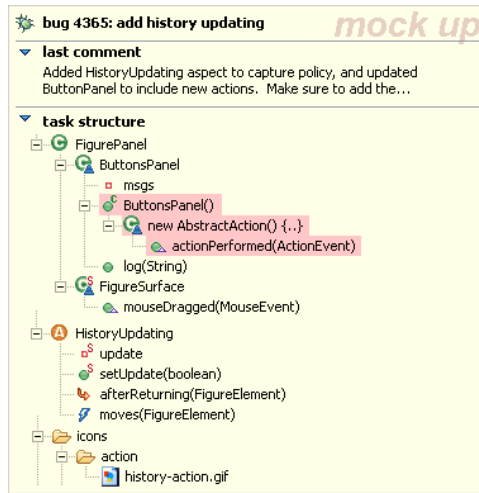 bug 4365: add history updating
mock up
last comment
Added HistoryUpdating aspect to capture policy, and updated
ButtonPanel to include new actions. Make sure to add the...
task structure
C FigurePanel
C ButtonsPanel
msgs
C ButtonsPanel()
C new AbstractAction() {..}
actionPerformed(ActionEvent)
log(String)
C S FigureSurface
mouseDragged(MouseEvent)
A HistoryUpdating
S update
S setUpdate(boolean)
afterReturning(FigureElement)
moves(FigureElement)
icons
action
history-action.gif